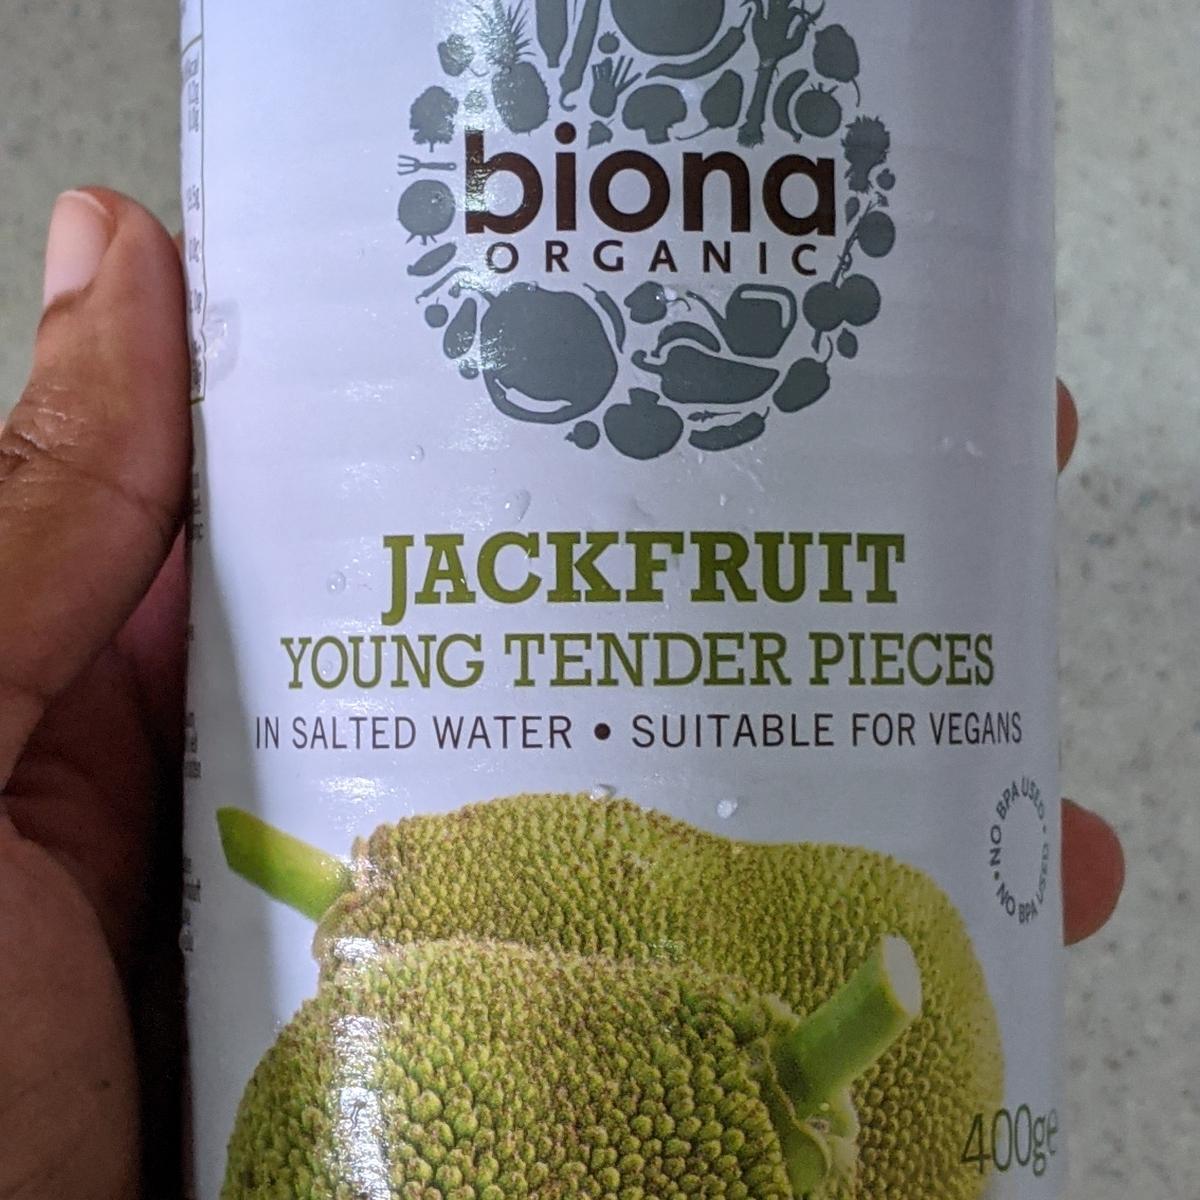 biona
ORGANIC
JACKFRUIT
YOUNG TENDER PIECES
IN SALTED WATER • SUITABLE FOR VEGANS
NO BPA USED • NO BPA USED •
400g℮